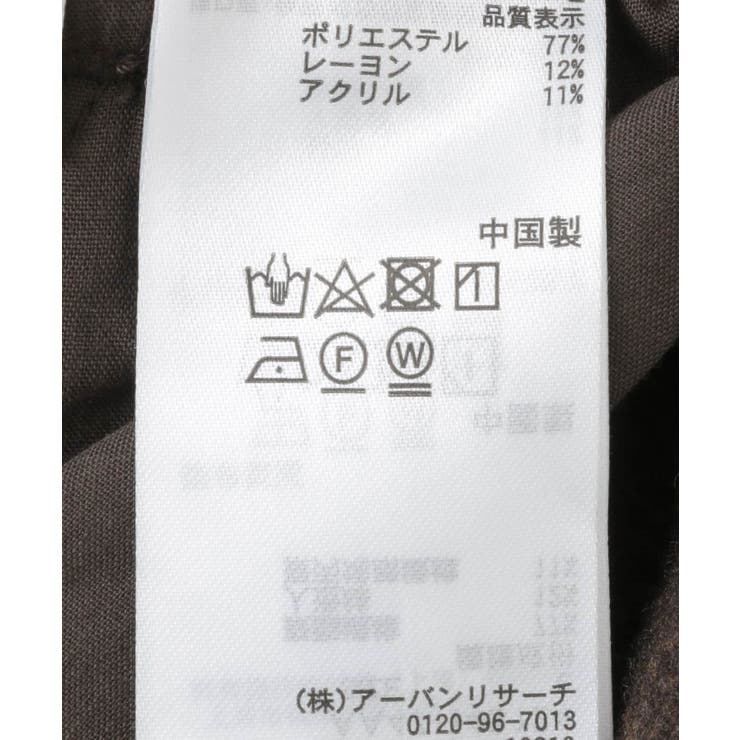 品質表示
ポリエステル 77%
レーヨン 12%
アクリル 11%
中国製
F W
(株)アーバンリサーチ
0120-96-7013